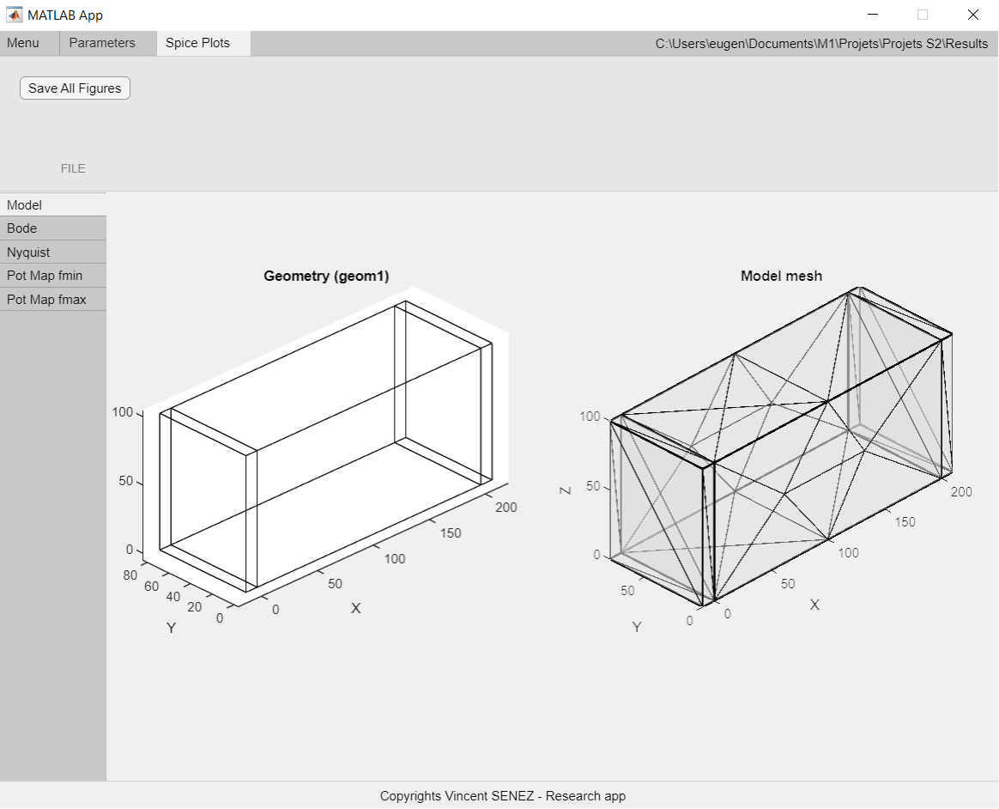 MATLAB App
Menu
Parameters
Spice Plots
C:\Users\eugen\Documents\M1\Projets\Projets S2\Results
Save All Figures
FILE
Model
Bode
Nyquist
Pot Map fmin
Pot Map fmax
Geometry (geom1)
100
50
0
80
60
40
20
0
Y
0
50
100
150
200
X
Model mesh
100
50
0
Z
50
0
Y
0
50
100
150
200
X
Copyrights Vincent SENEZ - Research app